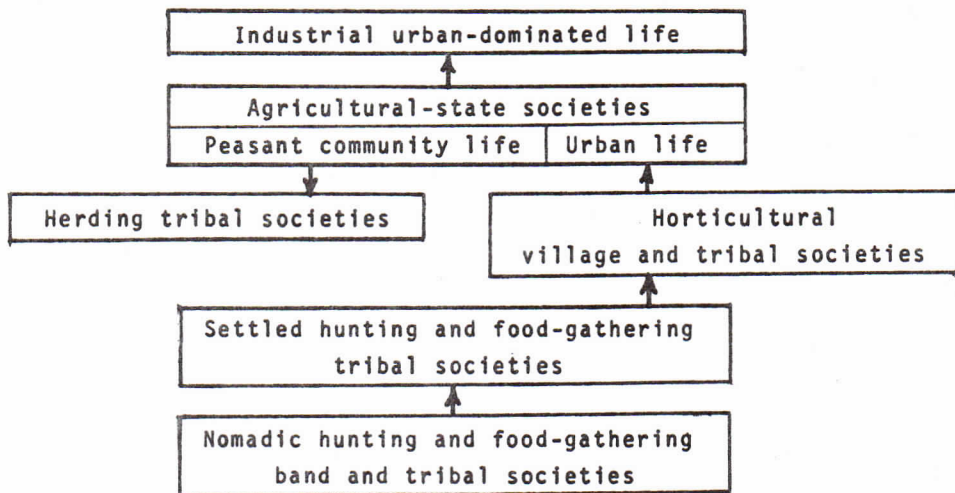 Industrial urban-dominated life
Agricultural-state societies
Peasant community life
Urban life
Herding tribal societies
Horticultural
village and tribal societies
Settled hunting and food-gathering
tribal societies
Nomadic hunting and food-gathering
band and tribal societies